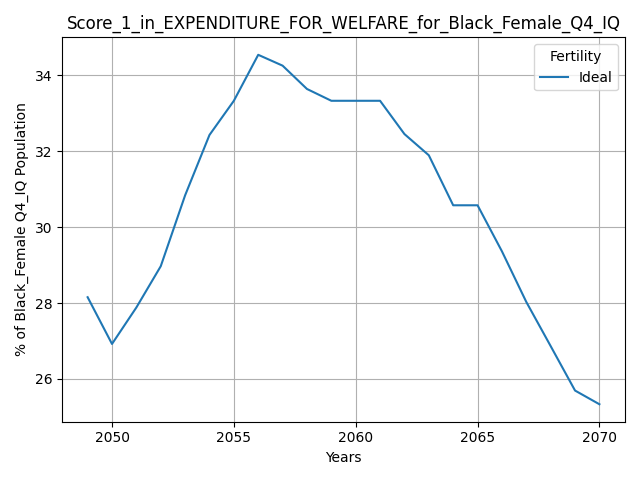 Score_1_in_EXPENDITURE_FOR_WELFARE_for_Black_Female_Q4_IQ
Fertility
Ideal
34
32
30
28
26
% of Black_Female Q4_IQ Population
2050
2055
2060
2065
2070
Years